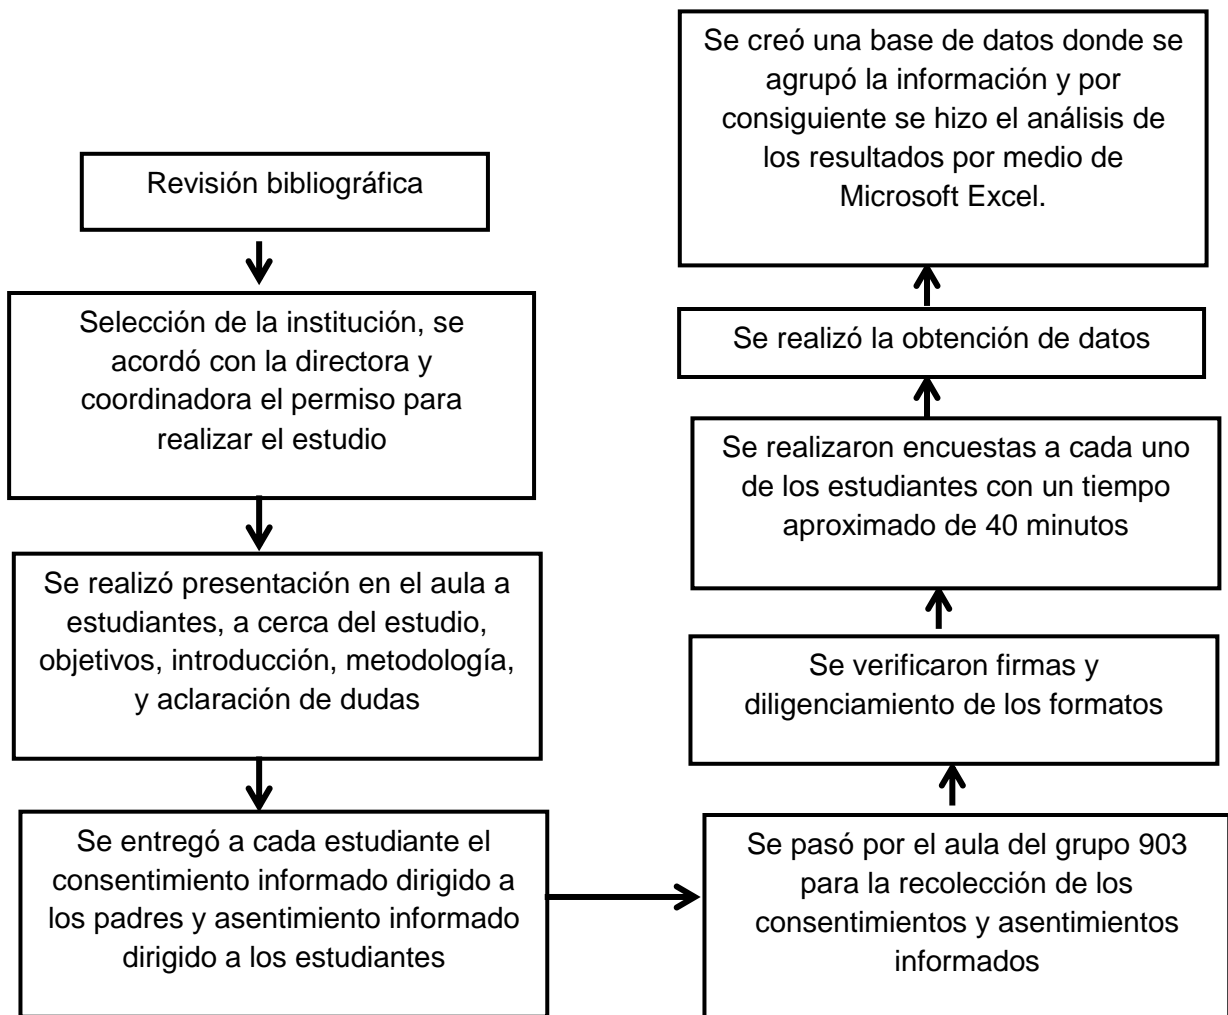 Revisión bibliográfica
Selección de la institución, se
acordó con la directora y
coordinadora el permiso para
realizar el estudio
Se realizó presentación en el aula a
estudiantes, a cerca del estudio,
objetivos, introducción, metodología,
y aclaración de dudas
Se entregó a cada estudiante el
consentimiento informado dirigido a
los padres y asentimiento informado
dirigido a los estudiantes
Se pasó por el aula del grupo 903
para la recolección de los
consentimientos y asentimientos
informados
Se verificaron firmas y
diligenciamiento de los formatos
Se realizaron encuestas a cada uno
de los estudiantes con un tiempo
aproximado de 40 minutos
Se realizó la obtención de datos
Se creó una base de datos donde se
agrupó la información y por
consiguiente se hizo el análisis de
los resultados por medio de
Microsoft Excel.